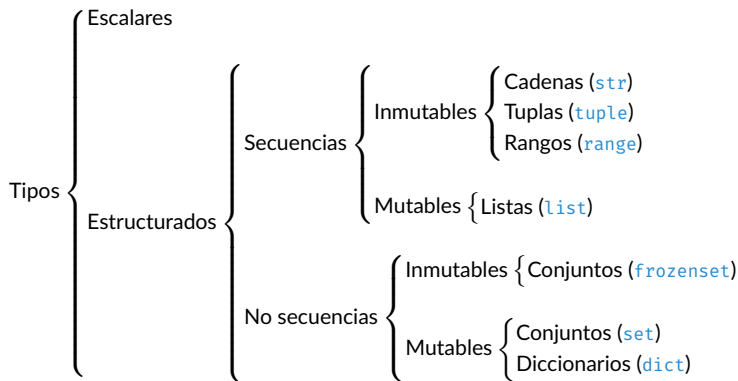 Tipos
Escalares
Estructurados
Secuencias
Inmutables
Cadenas (str)
Tuplas (tuple)
Rangos (range)
Mutables
Listas (list)
No secuencias
Inmutables
Conjuntos (frozenset)
Mutables
Conjuntos (set)
Diccionarios (dict)